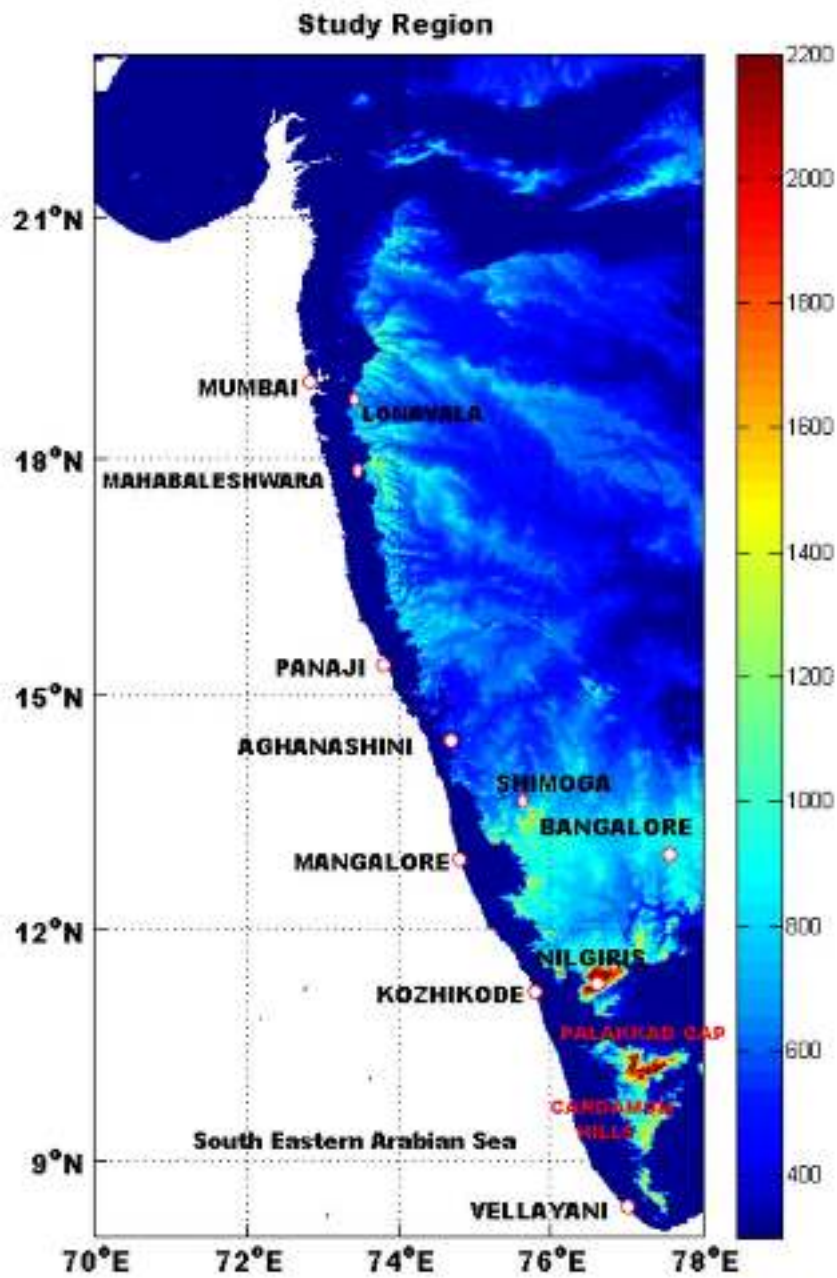 Study Region
2200
2000
21°N
1800
MUMBAI
LONAVALA
1600
18°N
MAHABALESHWARA
1400
PANAJI
1200
15°N
AGHANASHINI
SHIMOGA
1000
BANGALORE
MANGALORE
12°N
800
NILGIRIS
KOZHIKODE
PALAKKAD GAP
600
CARDAMOM
HILLS
South Eastern Arabian Sea
9°N
400
VELLAYANI
70°E 72°E 74°E 76°E 78°E